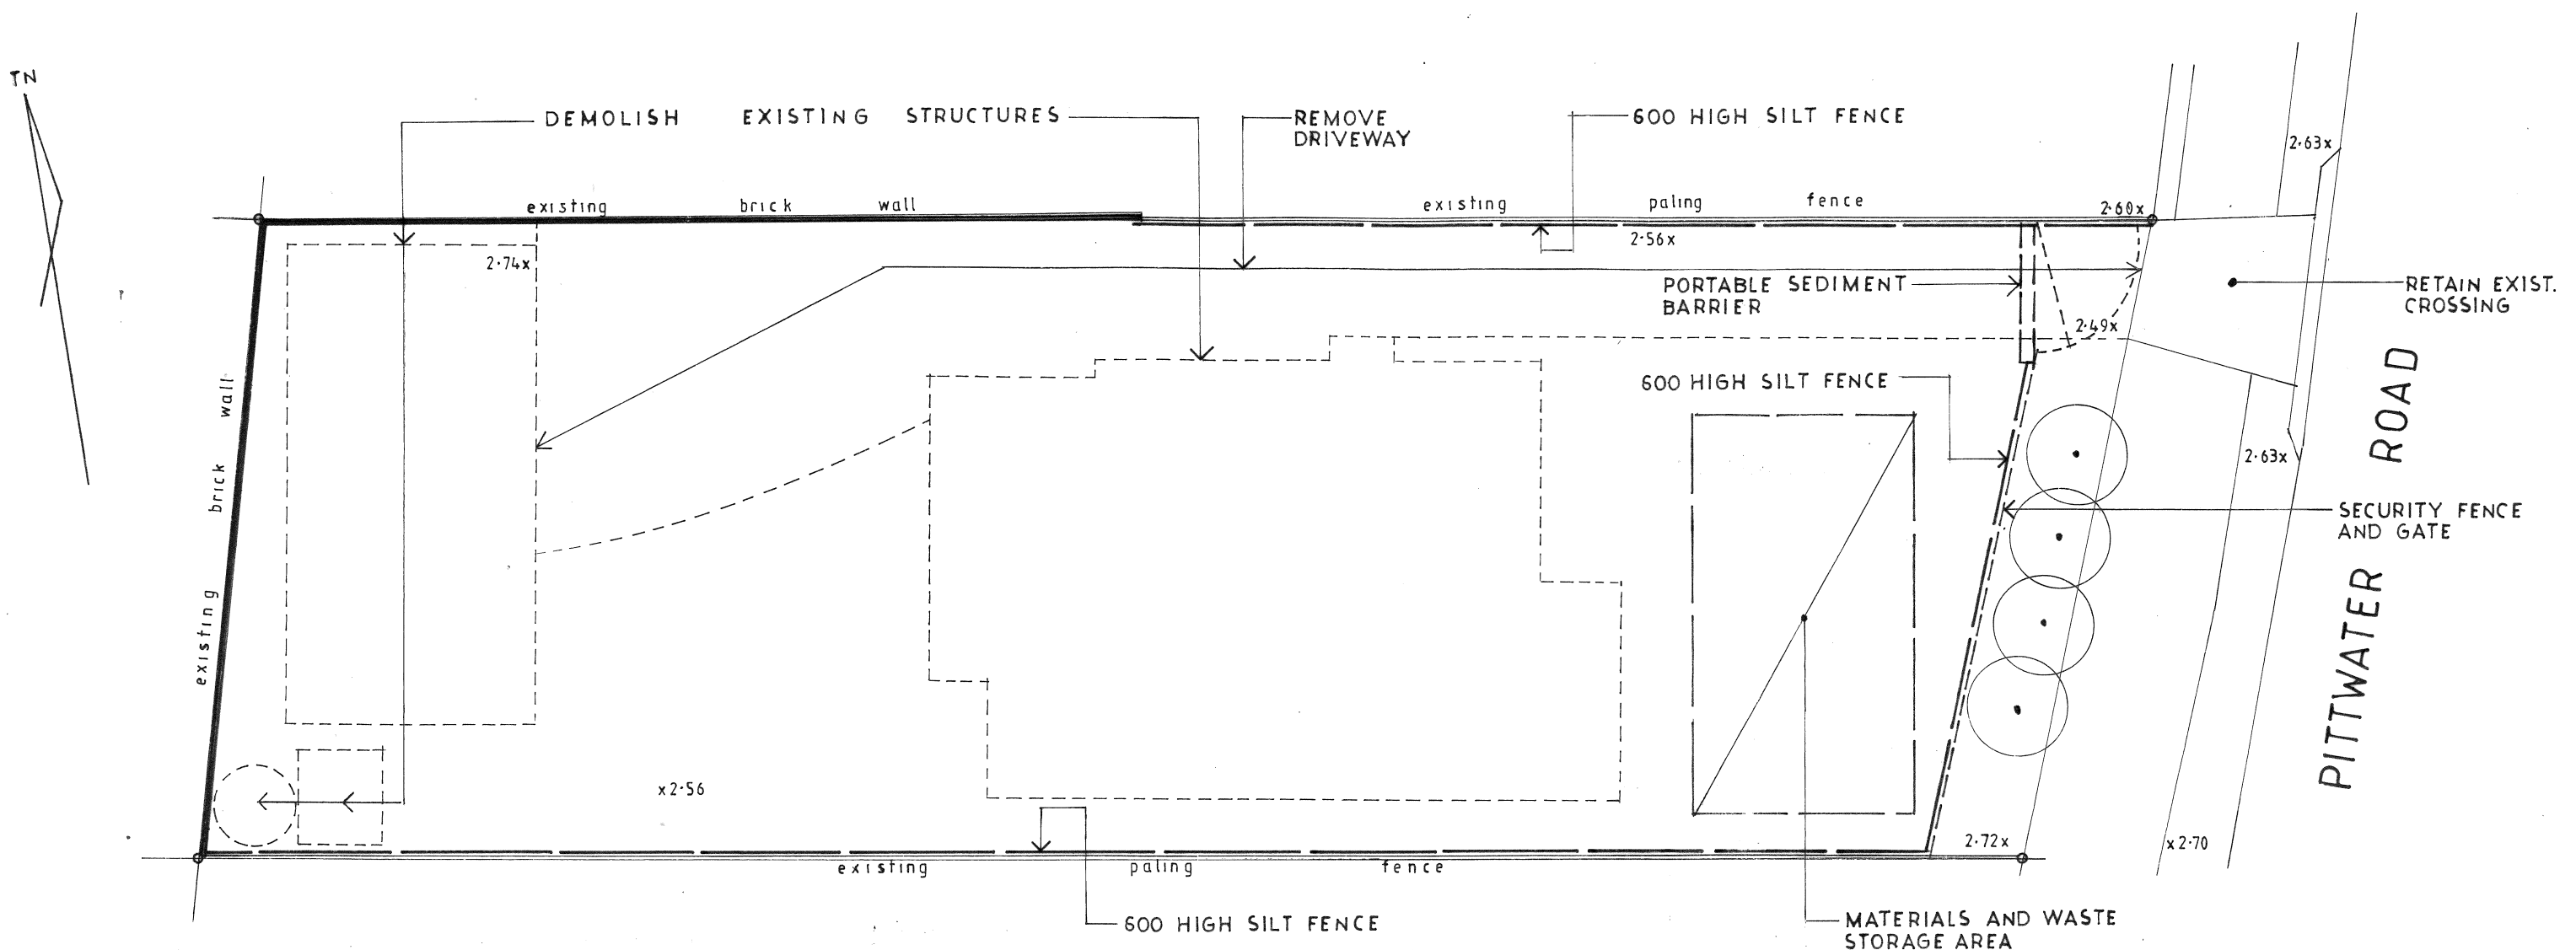 TN
DEMOLISH EXISTING STRUCTURES
REMOVE
DRIVEWAY
600 HIGH SILT FENCE
2·63x
existing brick wall
existing paling fence
2·60x
2·74x
2·56x
PORTABLE SEDIMENT
BARRIER
RETAIN EXIST.
CROSSING
2·49x
600 HIGH SILT FENCE
existing brick wall
2·63x
SECURITY FENCE
AND GATE
PITTWATER ROAD
x2·56
2·72x
x2·70
existing paling fence
600 HIGH SILT FENCE
MATERIALS AND WASTE
STORAGE AREA